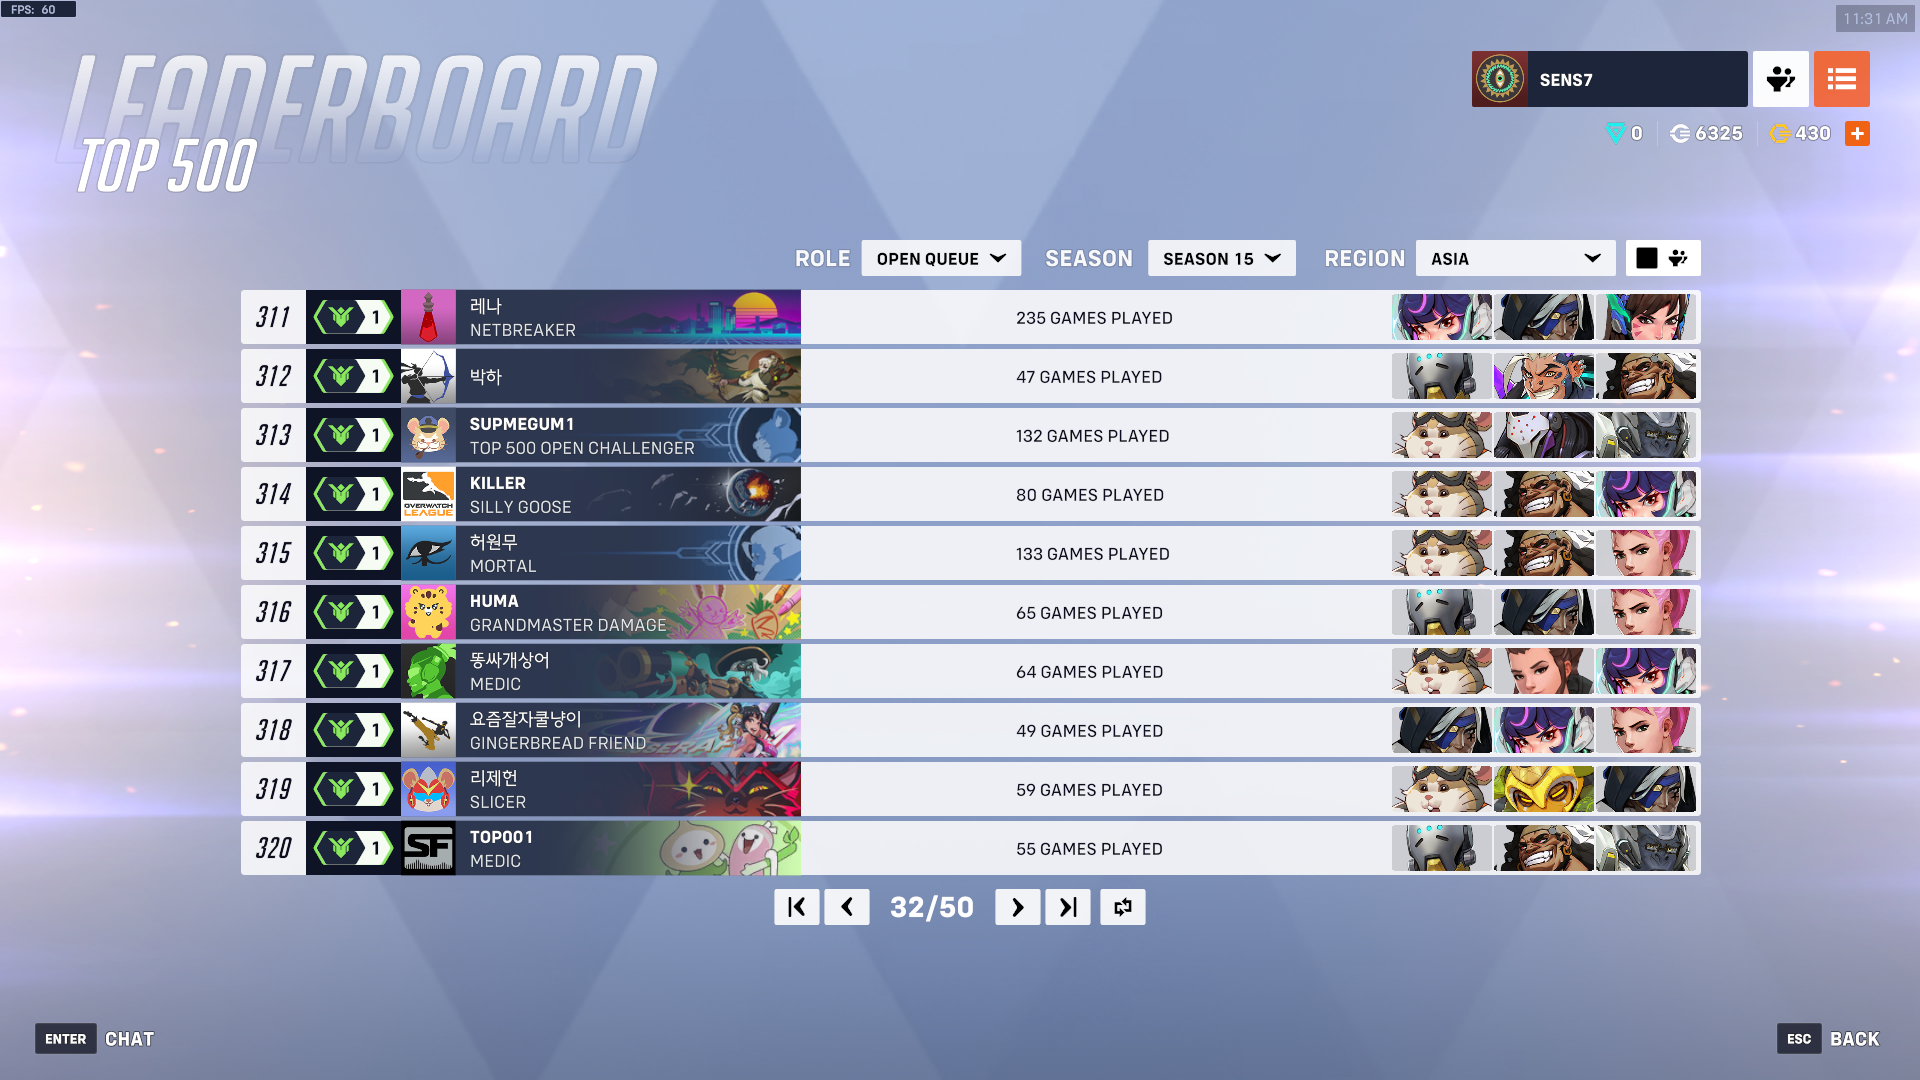 FPS: 60
11:31 AM
LEADERBOARD
TOP 500
SENS7
0
6325
430
ROLE
OPEN QUEUE
SEASON
SEASON 15
REGION
ASIA
311
1
레나
NETBREAKER
235 GAMES PLAYED
312
1
박하
47 GAMES PLAYED
313
1
SUPMEGUM1
TOP 500 OPEN CHALLENGER
132 GAMES PLAYED
314
1
OVERWATCH
LEAGUE
KILLER
SILLY GOOSE
80 GAMES PLAYED
315
1
허원무
MORTAL
133 GAMES PLAYED
316
1
HUMA
GRANDMASTER DAMAGE
65 GAMES PLAYED
317
1
똥싸개상어
MEDIC
64 GAMES PLAYED
318
1
요즘잘자쿨냥이
GINGERBREAD FRIEND
49 GAMES PLAYED
319
1
리제헌
SLICER
59 GAMES PLAYED
320
1
SF
TOP001
MEDIC
55 GAMES PLAYED
32/50
ENTER
CHAT
ESC
BACK